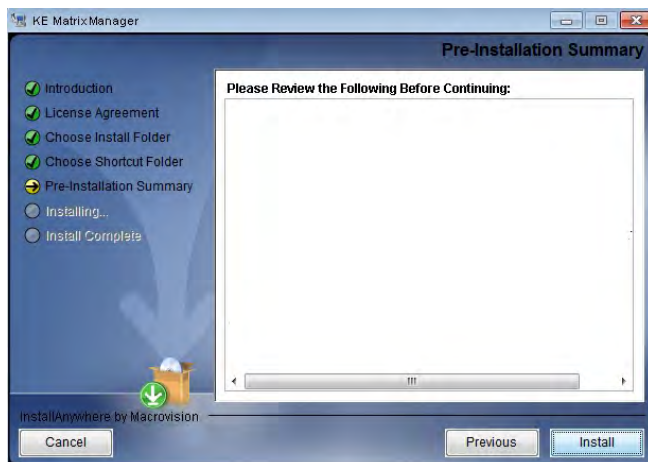 KE MatrixManager
Pre-Installation Summary
Introduction
License Agreement
Choose Install Folder
Choose Shortcut Folder
Pre-Installation Summary
Installing...
Install Complete
Please Review the Following Before Continuing:
InstallAnywhere by Macrovision
Cancel
Previous
Install